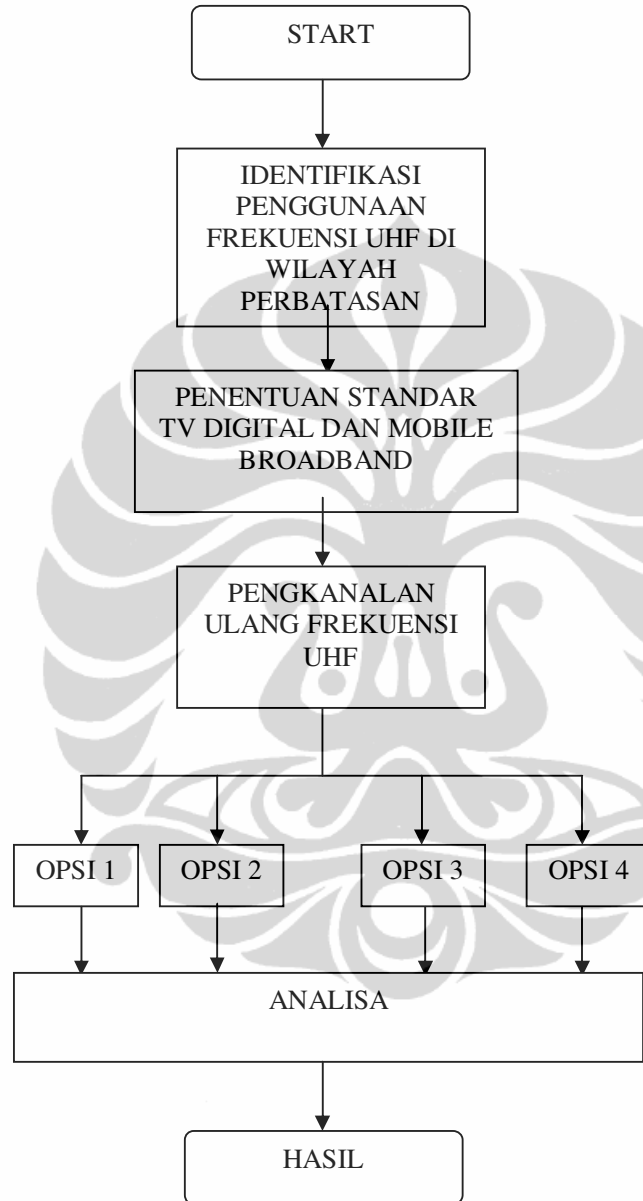 START
IDENTIFIKASI
PENGGUNAAN
FREKUENSI UHF DI
WILAYAH
PERBATASAN
PENENTUAN STANDAR
TV DIGITAL DAN MOBILE
BROADBAND
PENGKANALAN
ULANG FREKUENSI
UHF
OPSI 1 OPSI 2 OPSI 3 OPSI 4
ANALISA
HASIL